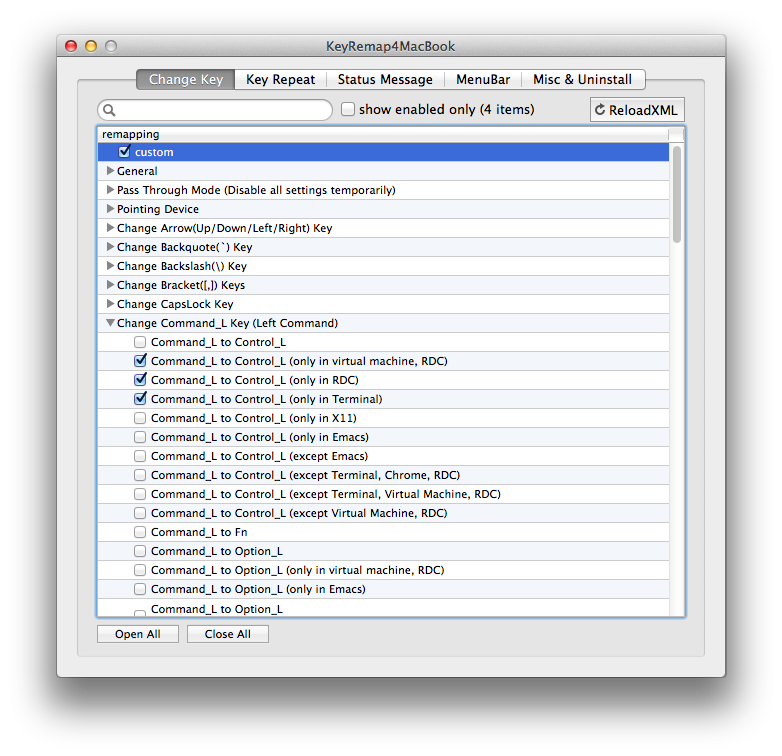 KeyRemap4MacBook
Change Key Key Repeat Status Message MenuBar Misc & Uninstall
show enabled only (4 items) ReloadXML
remapping
custom
General
Pass Through Mode (Disable all settings temporarily)
Pointing Device
Change Arrow(Up/Down/Left/Right) Key
Change Backquote(`) Key
Change Backslash(\) Key
Change Bracket([,]) Keys
Change CapsLock Key
Change Command_L Key (Left Command)
Command_L to Control_L
Command_L to Control_L (only in virtual machine, RDC)
Command_L to Control_L (only in RDC)
Command_L to Control_L (only in Terminal)
Command_L to Control_L (only in X11)
Command_L to Control_L (only in Emacs)
Command_L to Control_L (except Emacs)
Command_L to Control_L (except Terminal, Chrome, RDC)
Command_L to Control_L (except Terminal, Virtual Machine, RDC)
Command_L to Control_L (except Virtual Machine, RDC)
Command_L to Fn
Command_L to Option_L
Command_L to Option_L (only in virtual machine, RDC)
Command_L to Option_L (only in Emacs)
Command_L to Option_L
Open All Close All